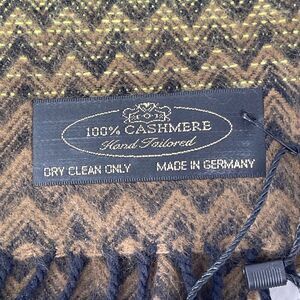 100% CASHMERE
Hand Tailored
DRY CLEAN ONLY MADE IN GERMANY